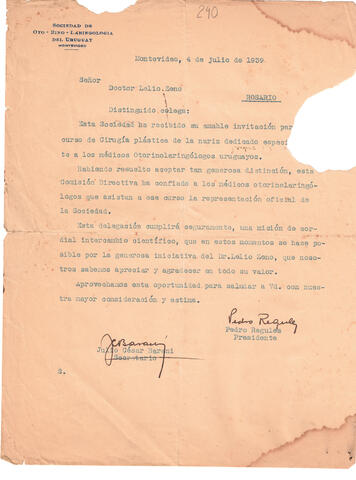 SOCIEDAD DE
OTO - RINO - LARINGOLOGIA
DEL URUGUAY
MONTEVIDEO
240
Montevideo, 4 de julio de 1939.
Señor
Doctor Lelio Zeno
ROSARIO
Distinguido colega:
Esta Sociedad ha recibido su amable invitación par
curso de Cirugía plástica de la nariz dedicado especi
te a los médicos Otorinolaringólogos uruguayos.
Habiendo resuelto aceptar tan generosa distinción, esta
Comisión Directiva ha confiado a los médicos otorinolaringó-
logos que asistan a ese curso la representación oficial de
la Sociedad.
Esta delegación cumplirá seguramente, una misión de cor-
dial intercambio científico, que en estos momentos se hace posi-
ble por la generosa iniciativa del Dr. Lelio Zeno, que noso-
tros sabemos apreciar y agradecer en todo su valor.
Aprovechamos esta oportunidad para saludar a Vd. con nues-
tra mayor consideración y estima.
Pedro Regules
Pedro Regules
Presidente
JCBarani
Julio César Barani
Secretario